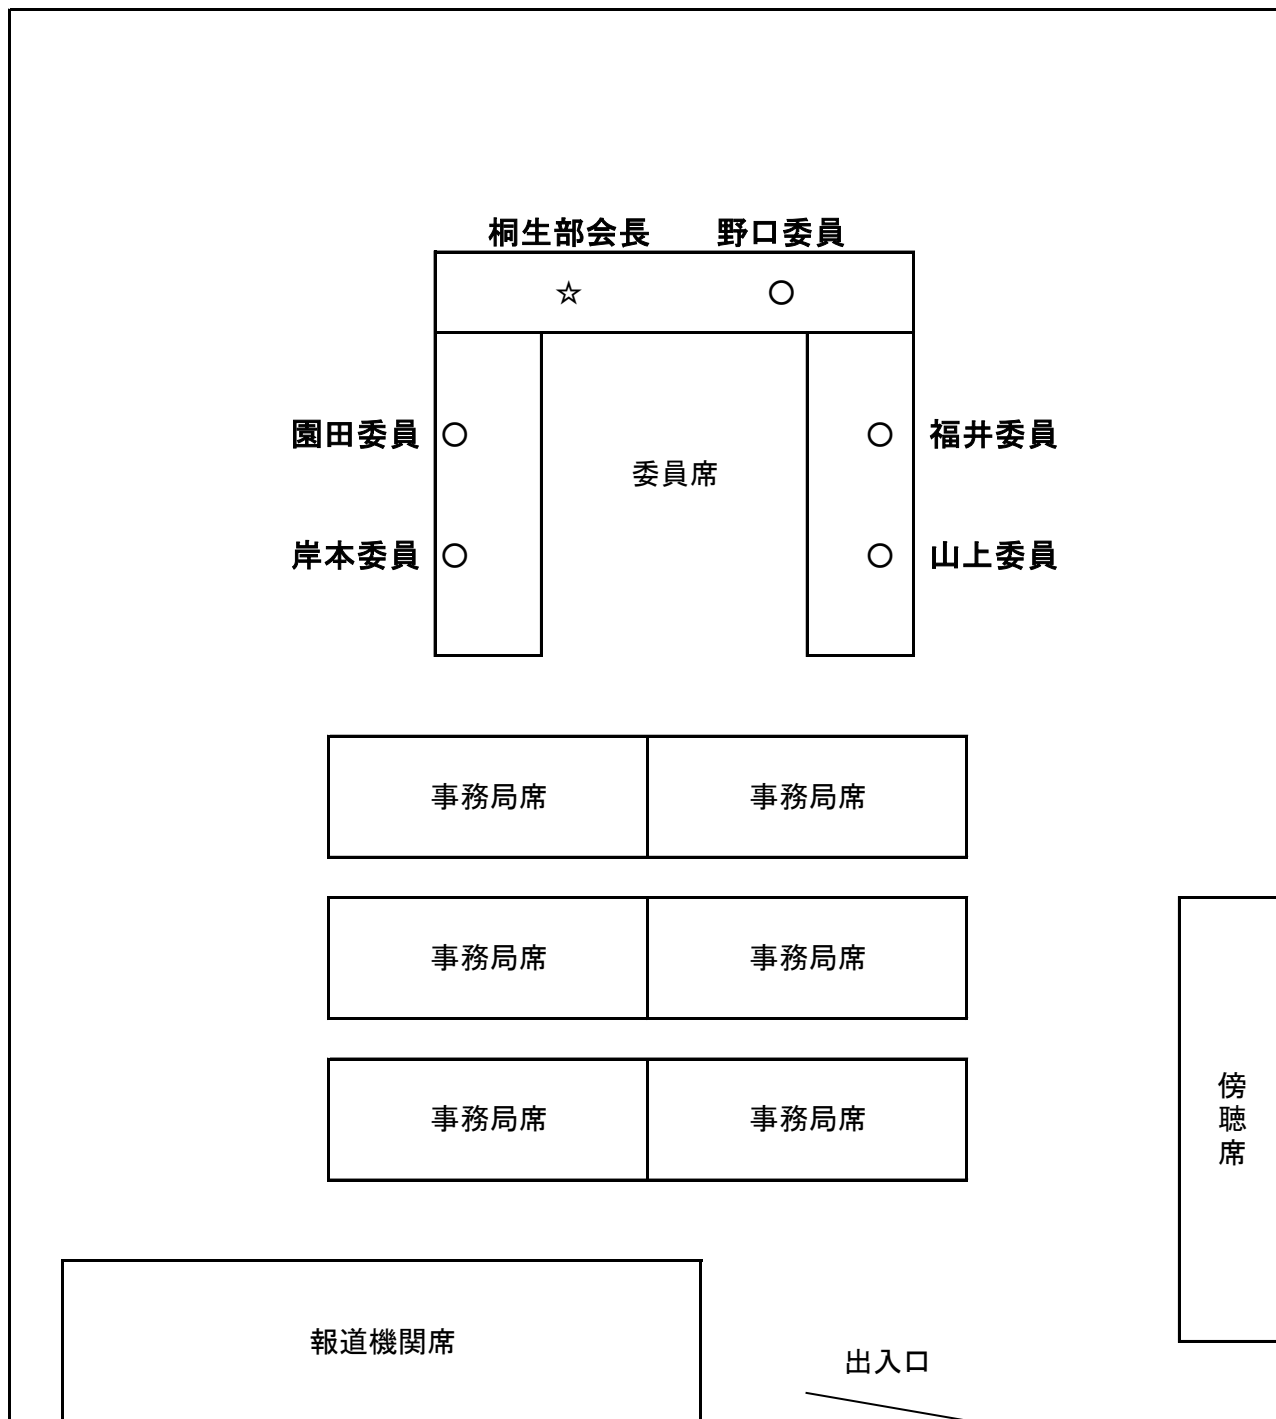 桐生部会長 野口委員
☆ ○
園田委員 ○ ○ 福井委員
委員席
岸本委員 ○ ○ 山上委員
事務局席 事務局席
事務局席 事務局席
事務局席 事務局席
傍聴席
報道機関席
出入口